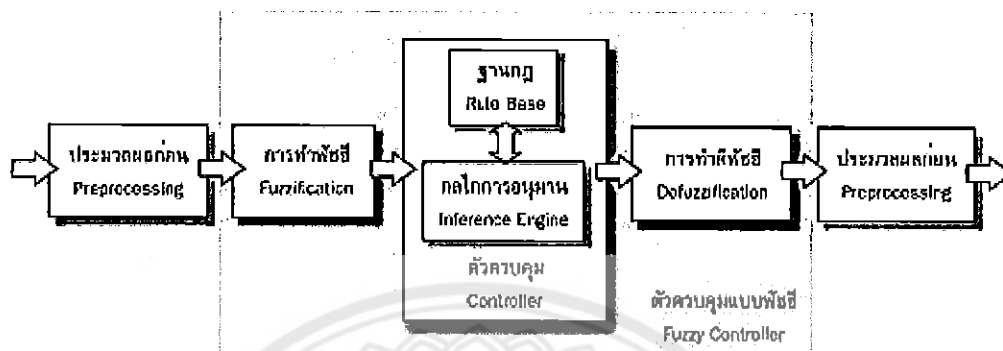 ประมวลผลก่อน
Preprocessing
การทำฟัซซี
Fuzzification
ฐานกฎ
Rule Base
กลไกการอนุมาน
Inference Engine
ตัวควบคุม
Controller
การทำดีฟัซซี
Defuzzification
ประมวลผลก่อน
Preprocessing
ตัวควบคุมแบบฟัซซี
Fuzzy Controller